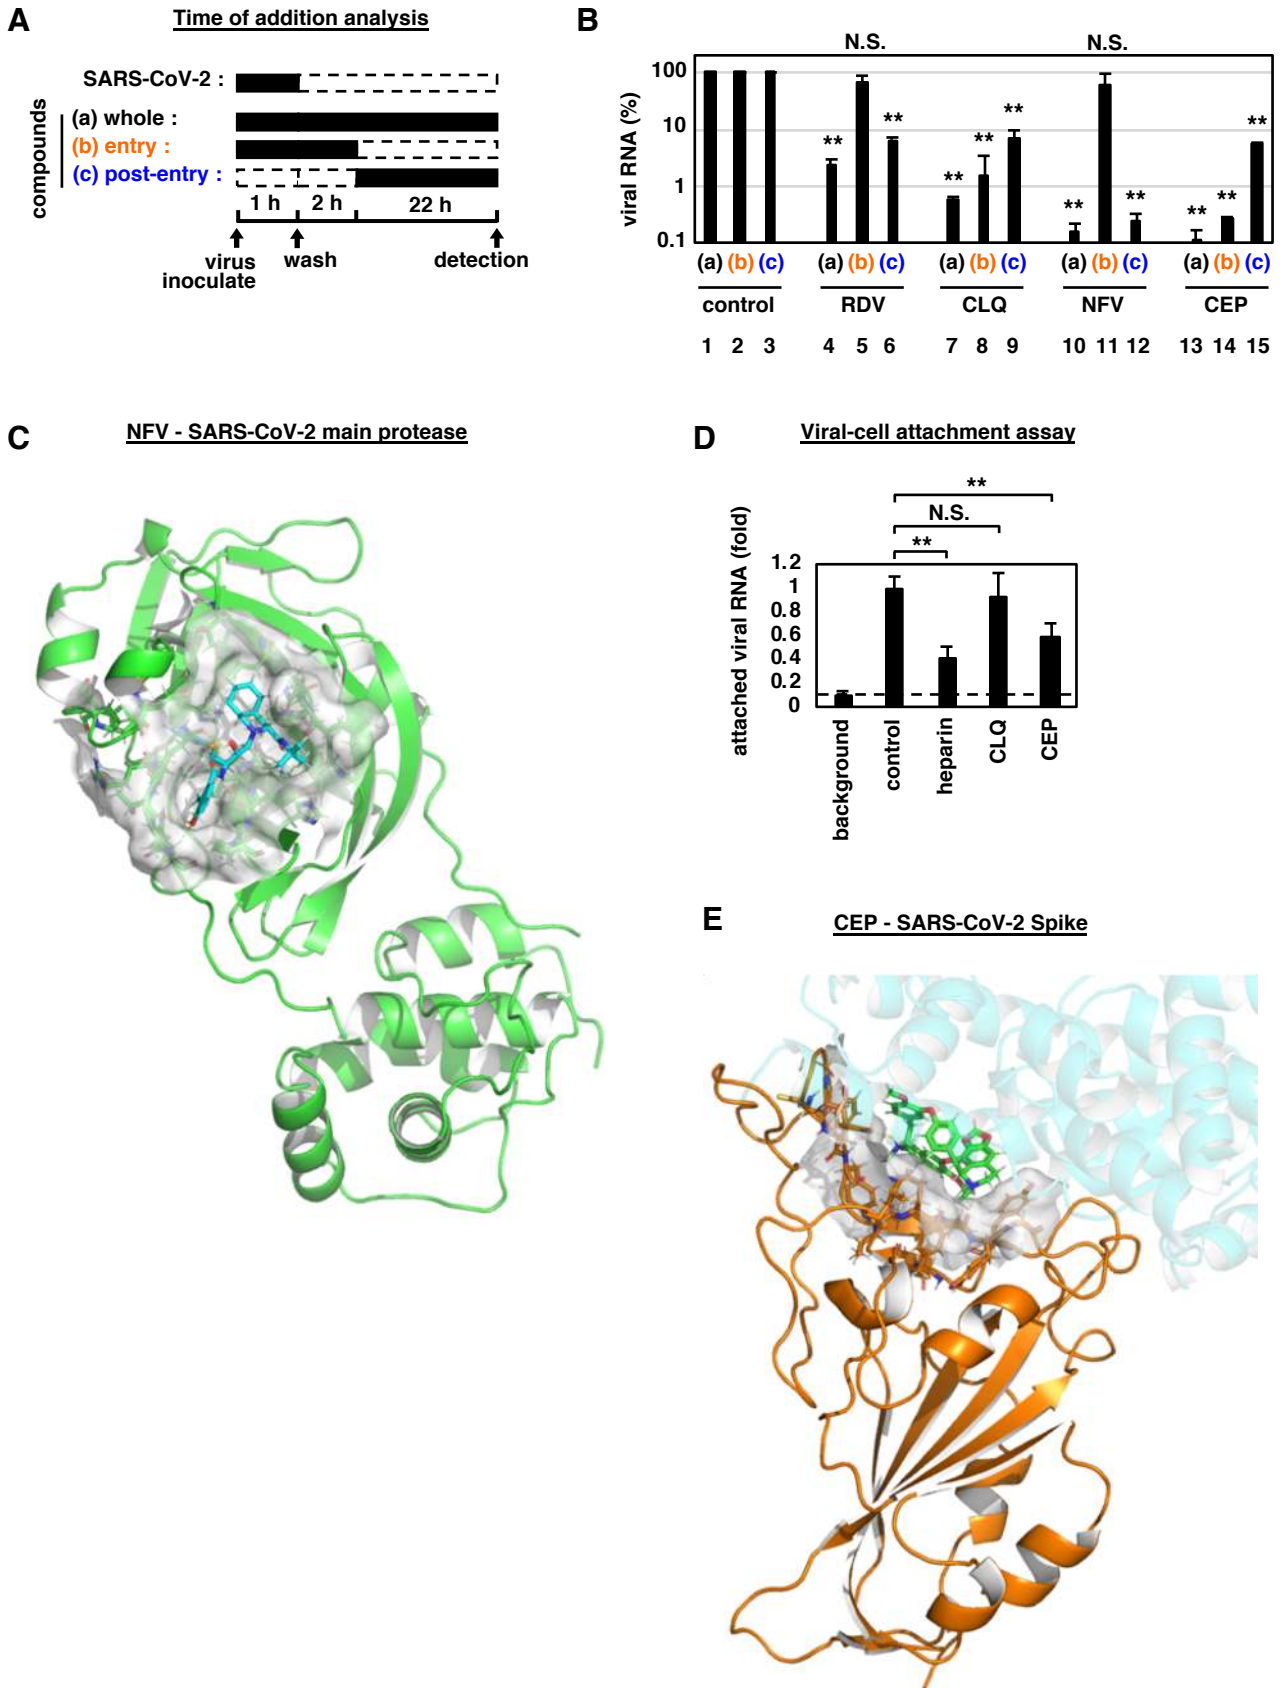 A
Time of addition analysis
SARS-CoV-2 :
compounds
(a) whole :
(b) entry :
(c) post-entry :
1 h 2 h 22 h
virus inoculate
wash
detection
B
N.S. N.S.
viral RNA (%)
100
10
1
0.1
** ** ** ** ** ** ** ** ** **
(a) (b) (c) (a) (b) (c) (a) (b) (c) (a) (b) (c) (a) (b) (c)
control RDV CLQ NFV CEP
1 2 3 4 5 6 7 8 9 10 11 12 13 14 15
C
NFV - SARS-CoV-2 main protease
D
Viral-cell attachment assay
**
N.S.
**
attached viral RNA (fold)
1.2
1
0.8
0.6
0.4
0.2
0
background
control
heparin
CLQ
CEP
E
CEP - SARS-CoV-2 Spike